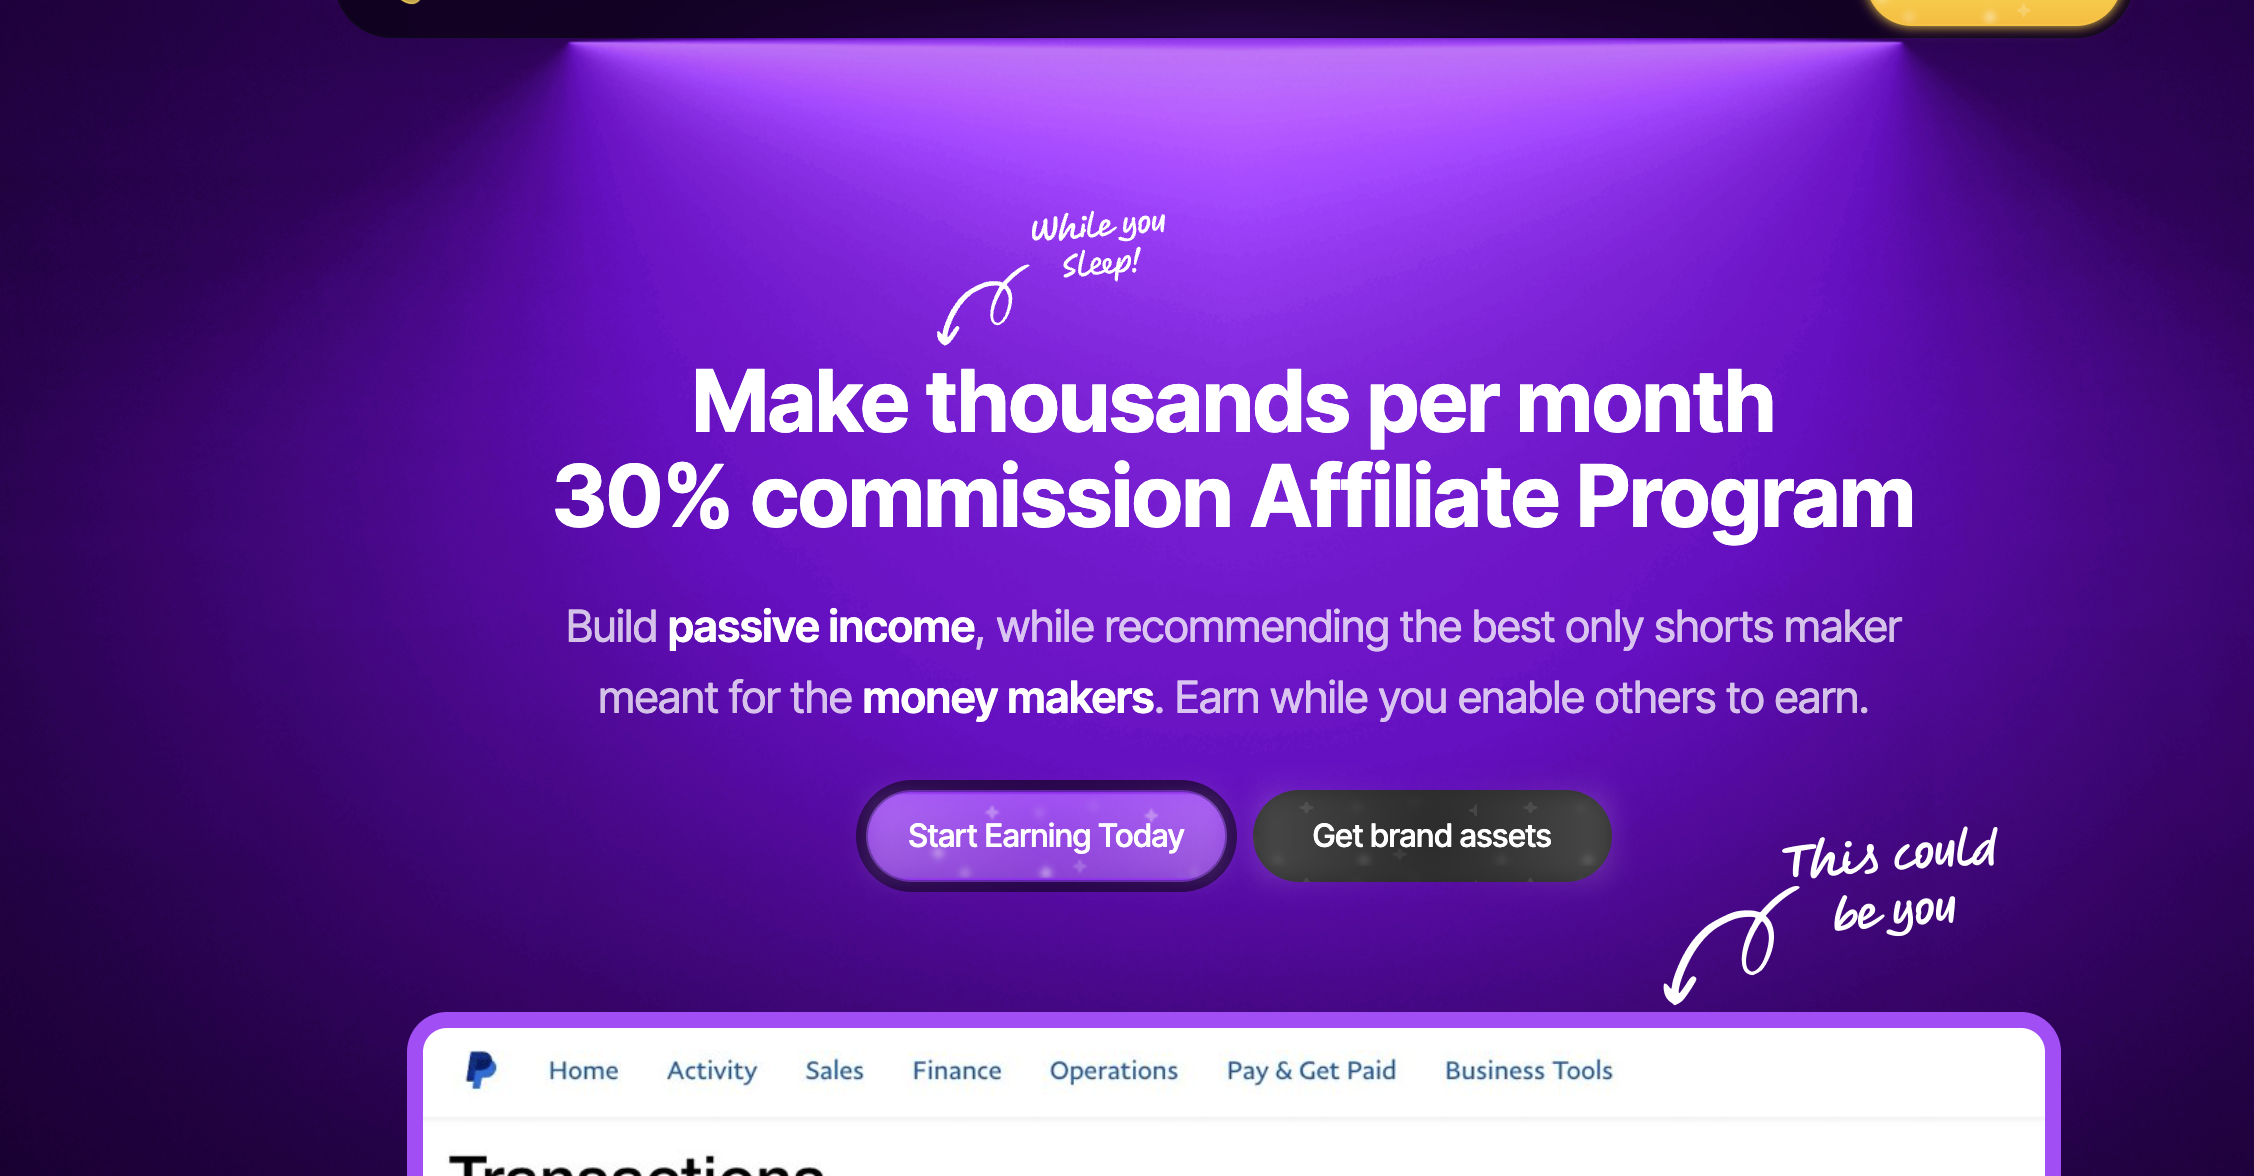 While you
sleep!
Make thousands per month
30% commission Affiliate Program
Build passive income, while recommending the best only shorts maker
meant for the money makers. Earn while you enable others to earn.
Start Earning Today
Get brand assets
This could
be you
Home Activity Sales Finance Operations Pay & Get Paid Business Tools
Transactions